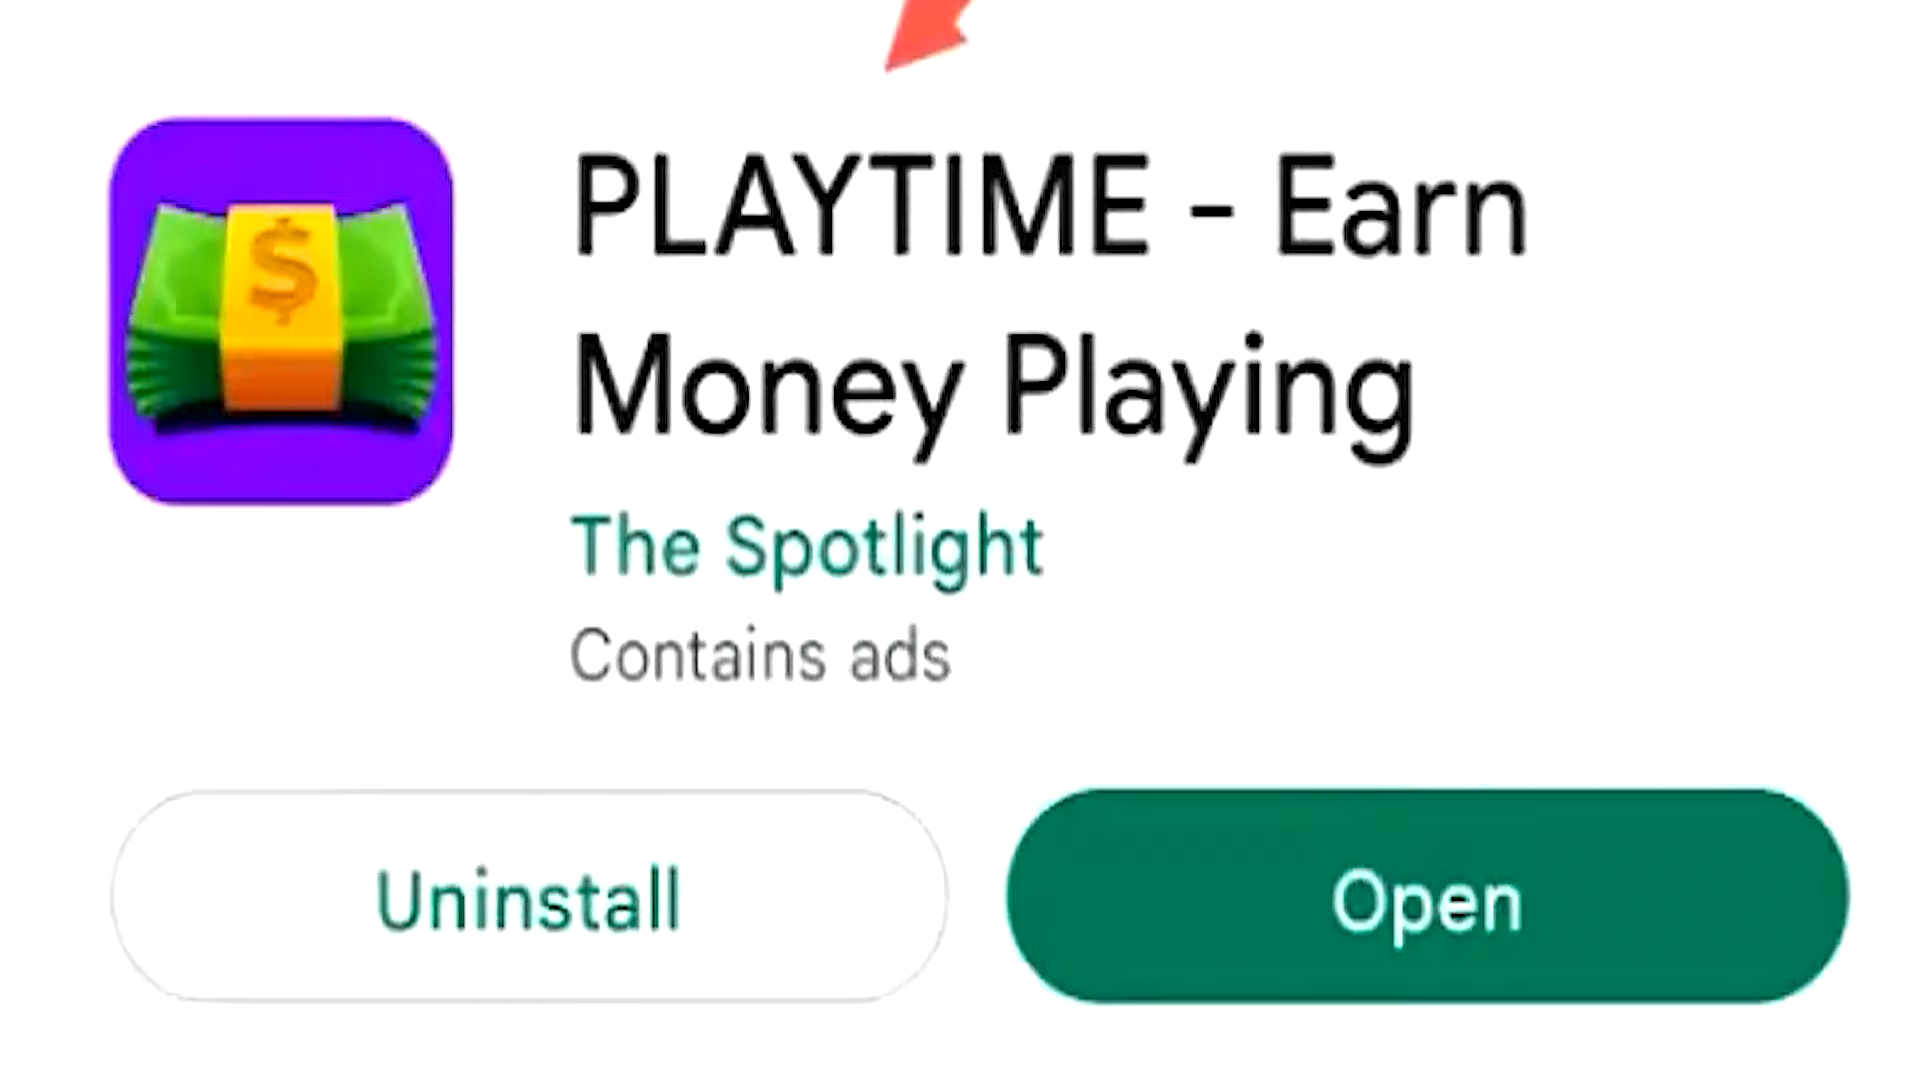 $
PLAYTIME - Earn
Money Playing
The Spotlight
Contains ads
Uninstall
Open